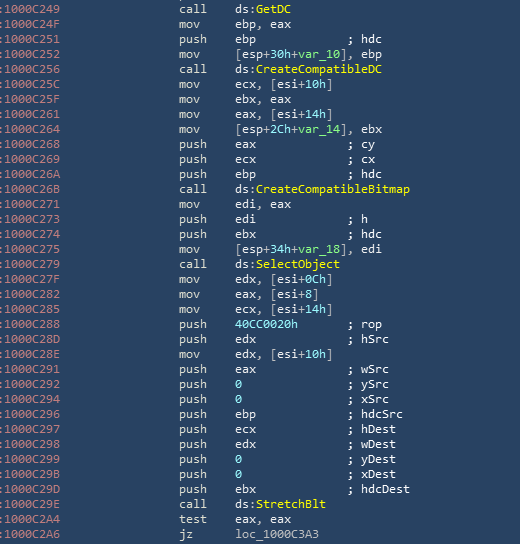 :1000C249 call ds:GetDC
:1000C24F mov ebp, eax
:1000C251 push ebp ; hdc
:1000C252 mov [esp+30h+var_10], ebp
:1000C256 call ds:CreateCompatibleDC
:1000C25C mov ecx, [esi+10h]
:1000C25F mov ebx, eax
:1000C261 mov eax, [esi+14h]
:1000C264 mov [esp+2Ch+var_14], ebx
:1000C268 push eax ; cy
:1000C269 push ecx ; cx
:1000C26A push ebp ; hdc
:1000C26B call ds:CreateCompatibleBitmap
:1000C271 mov edi, eax
:1000C273 push edi ; h
:1000C274 push ebx ; hdc
:1000C275 mov [esp+34h+var_18], edi
:1000C279 call ds:SelectObject
:1000C27F mov edx, [esi+0Ch]
:1000C282 mov eax, [esi+8]
:1000C285 mov ecx, [esi+14h]
:1000C288 push 40CC0020h ; rop
:1000C28D push edx ; hSrc
:1000C28E mov edx, [esi+10h]
:1000C291 push eax ; wSrc
:1000C292 push 0 ; ySrc
:1000C294 push 0 ; xSrc
:1000C296 push ebp ; hdcSrc
:1000C297 push ecx ; hDest
:1000C298 push edx ; wDest
:1000C299 push 0 ; yDest
:1000C29B push 0 ; xDest
:1000C29D push ebx ; hdcDest
:1000C29E call ds:StretchBlt
:1000C2A4 test eax, eax
:1000C2A6 jz loc_1000C3A3